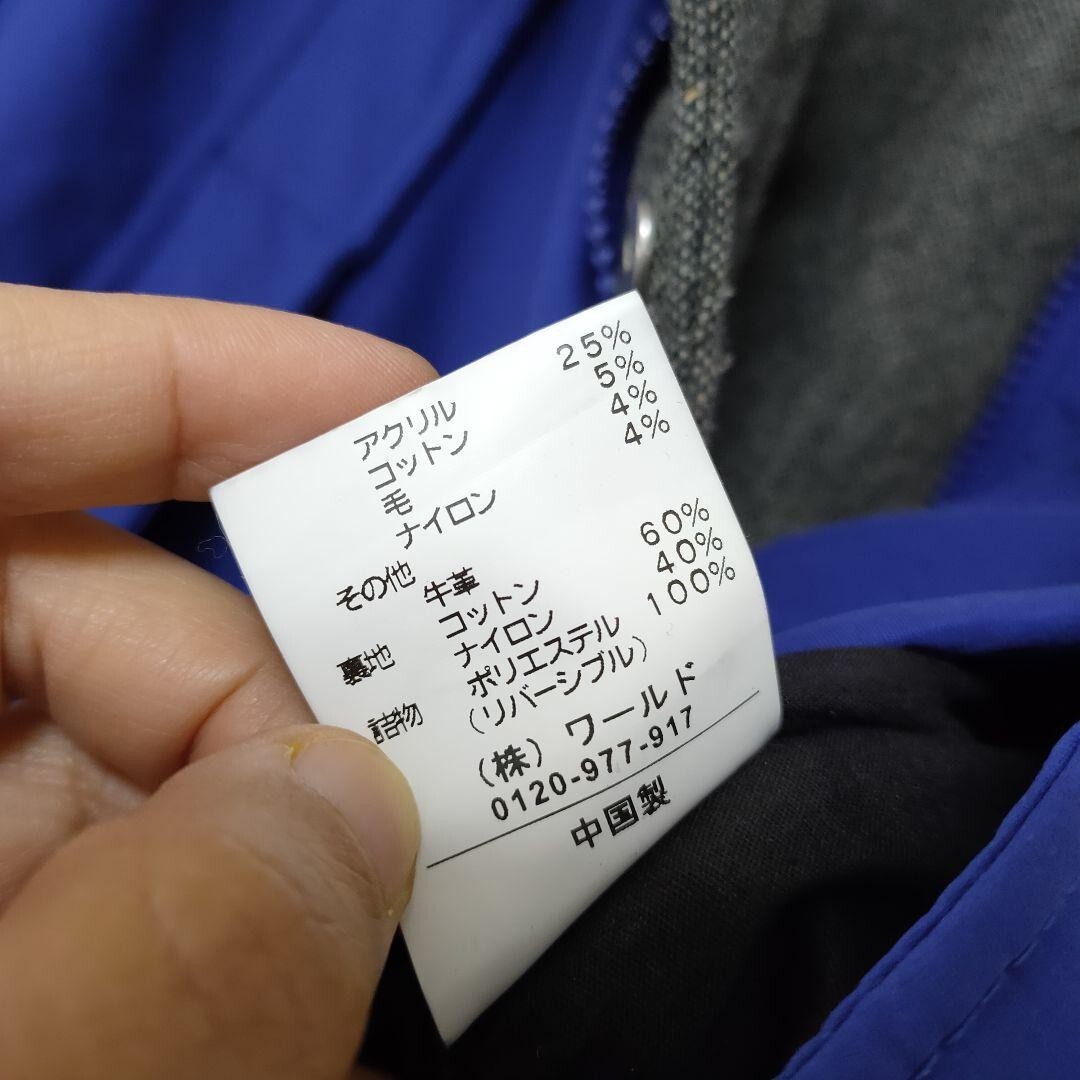 アクリル 25%
コットン 5%
毛 4%
ナイロン 4%
その他 牛革
裏地 コットン 60%
ナイロン 40%
詰物 ポリエステル 100%
(リバーシブル)
(株) ワールド
0120-977-917
中国製